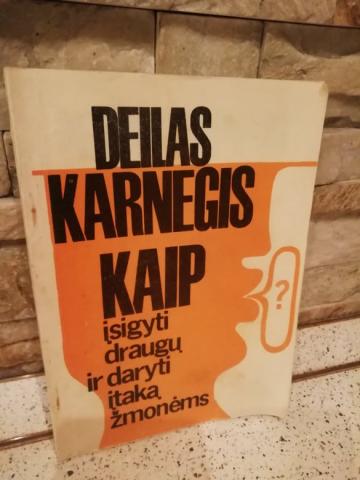 DEILAS
KARNEGIS
KAIP
įsigyti
draugų
ir daryti
įtaką
žmonėms
?